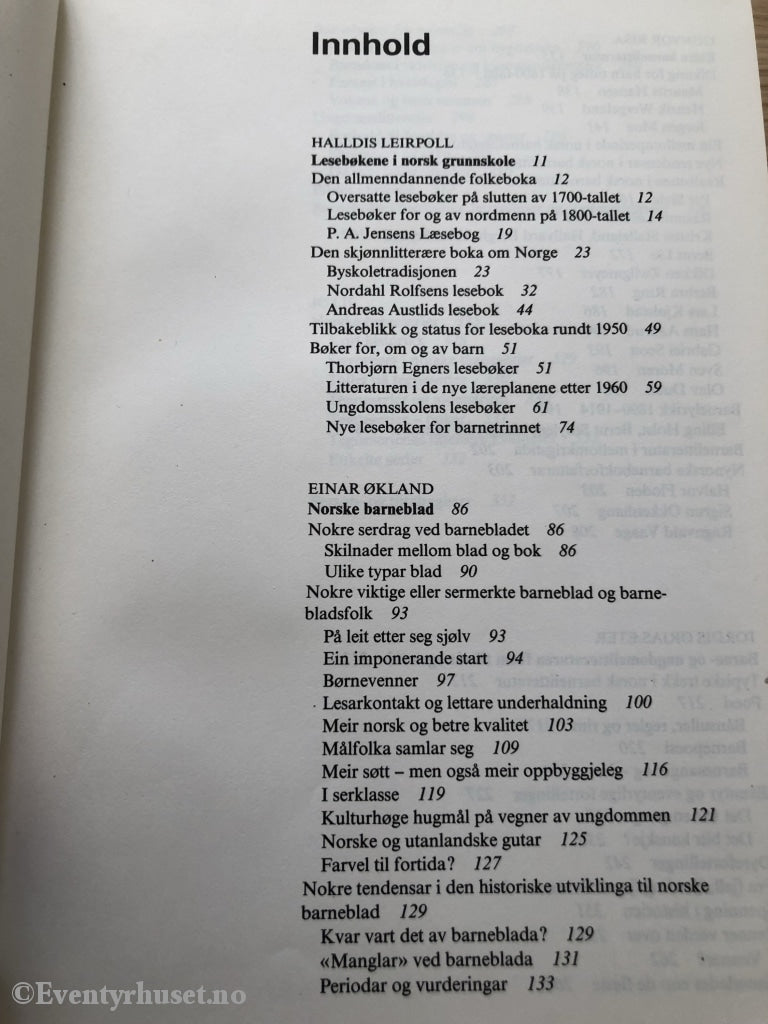 Innhold
HALLDIS LEIRPOLL
Lesebøkene i norsk grunnskole 11
Den allmenndannende folkeboka 12
Oversatte lesebøker på slutten av 1700-tallet 12
Lesebøker for og av nordmenn på 1800-tallet 14
P. A. Jensens Læsebog 19
Den skjønnlitterære boka om Norge 23
Byskoletradisjonen 23
Nordahl Rolfsens lesebok 32
Andreas Austlids lesebok 44
Tilbakeblikk og status for leseboka rundt 1950 49
Bøker for, om og av barn 51
Thorbjørn Egners lesebøker 51
Litteraturen i de nye læreplanene etter 1960 59
Ungdomsskolens lesebøker 61
Nye lesebøker for barnetrinnet 74
EINAR ØKLAND
Norske barneblad 86
Nokre serdrag ved barnebladet 86
Skilnader mellom blad og bok 86
Ulike typar blad 90
Nokre viktige eller sermerkte barneblad og barne-
bladsfolk 93
På leit etter seg sjølv 93
Ein imponerande start 94
Børnevenner 97
Lesarkontakt og lettare underhaldning 100
Meir norsk og betre kvalitet 103
Målfolka samlar seg 109
Meir søtt – men også meir oppbyggjeleg 116
I serklasse 119
Kulturhøge hugmål på vegner av ungdommen 121
Norske og utanlandske gutar 125
Farvel til fortida? 127
Nokre tendensar i den historiske utviklinga til norske
barneblad 129
Kvar vart det av barneblada? 129
«Manglar» ved barneblada 131
Periodar og vurderingar 133
©Eventyrhuset.no